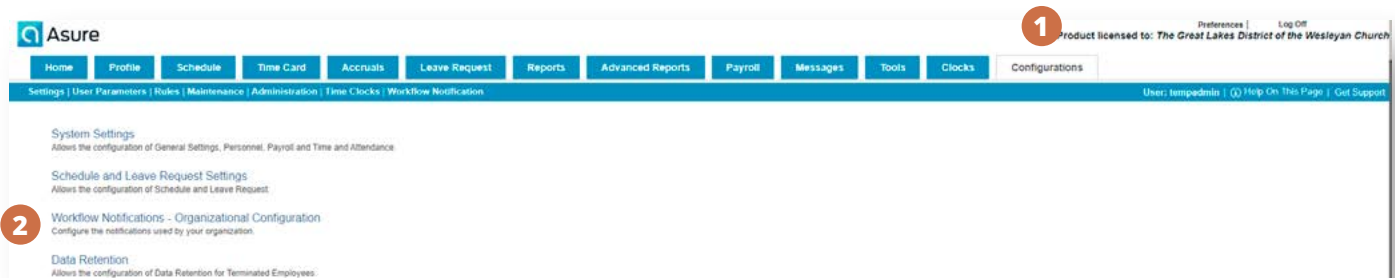 Asure
1
Preferences | Log Off
Product licensed to: The Great Lakes District of the Wesleyan Church
Home Profile Schedule Time Card Accruals Leave Request Reports Advanced Reports Payroll Messages Tools Clocks Configurations
Settings | User Parameters | Rules | Maintenance | Administration | Time Clocks | Workflow Notification User: tempadmin | Help On This Page | Get Support
System Settings
Allows the configuration of General Settings, Personnel, Payroll and Time and Attendance.
Schedule and Leave Request Settings
Allows the configuration of Schedule and Leave Request
2
Workflow Notifications - Organizational Configuration
Configure the notifications used by your organization.
Data Retention
Allows the configuration of Data Retention for Terminated Employees.